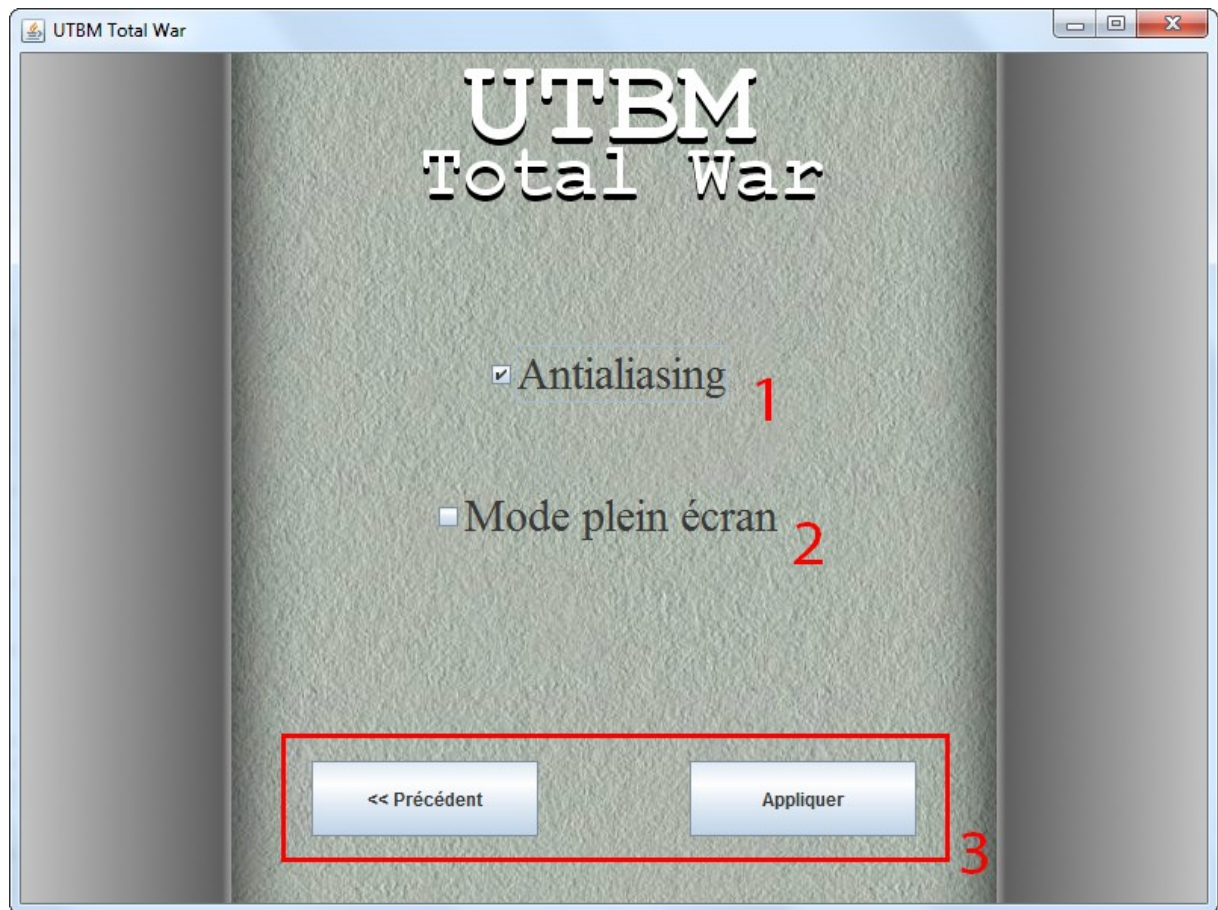 UTBM Total War
UTBM
Total War
Antialiasing
1
Mode plein écran
2
<< Précédent
Appliquer
3